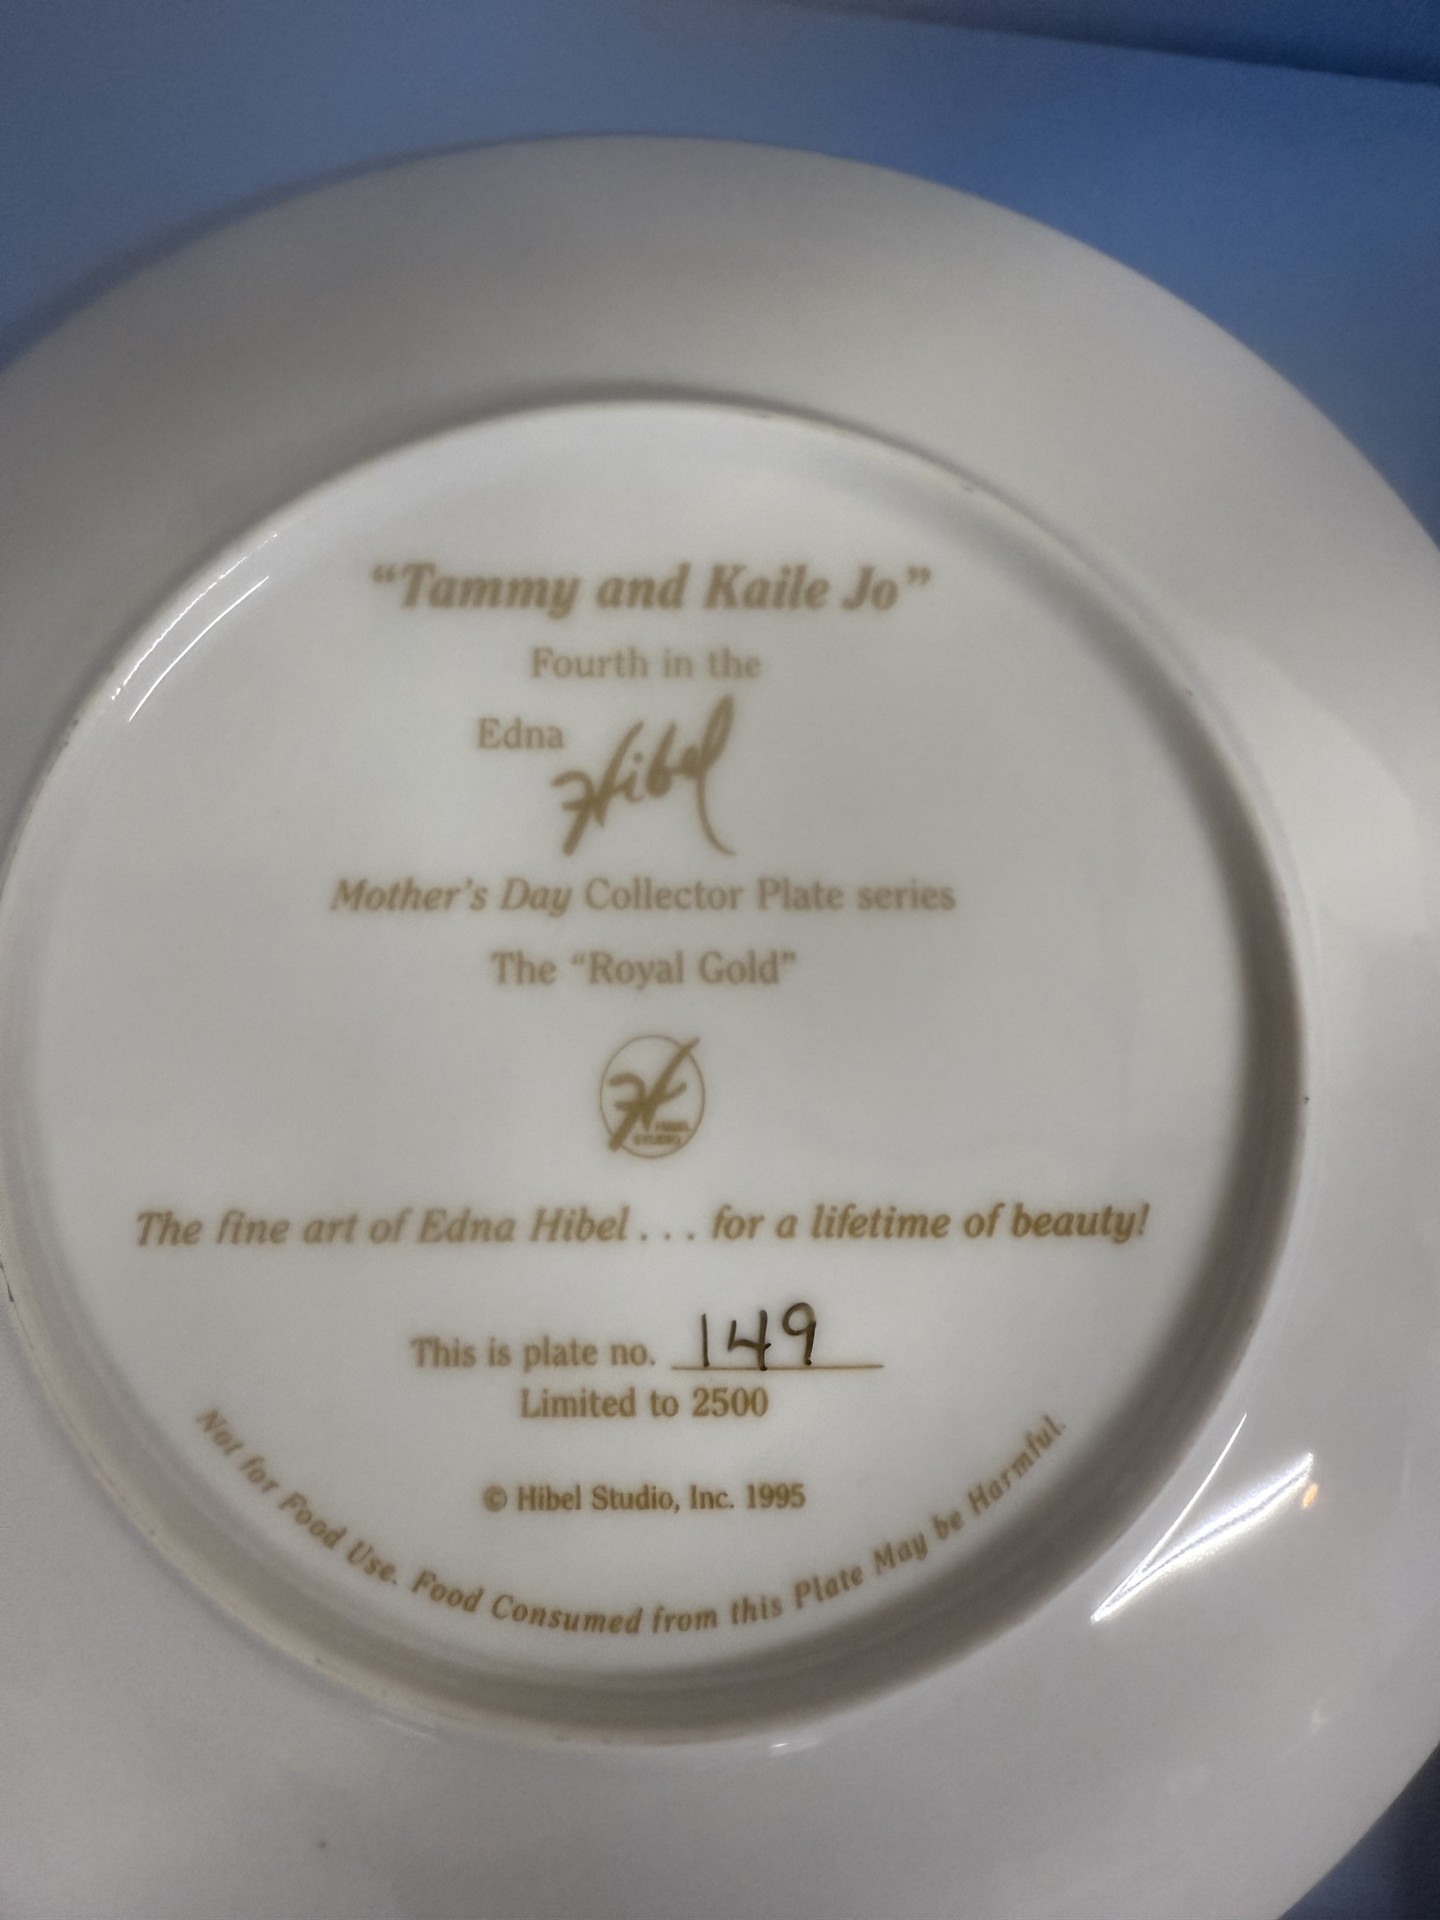 “Tammy and Kaile Jo”
Fourth in the
Edna Hibel
Mother's Day Collector Plate series
The “Royal Gold”
HIBEL
STUDIO
The fine art of Edna Hibel . . . for a lifetime of beauty!
This is plate no. 149
Limited to 2500
© Hibel Studio, Inc. 1995
Not for Food Use. Food Consumed from this Plate May be Harmful.